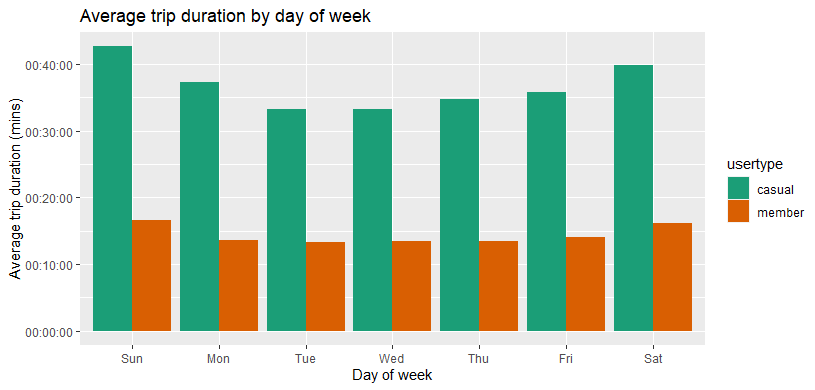 Average trip duration by day of week
Average trip duration (mins)
00:40:00
00:30:00
00:20:00
00:10:00
00:00:00
Sun Mon Tue Wed Thu Fri Sat
Day of week
usertype
casual
member